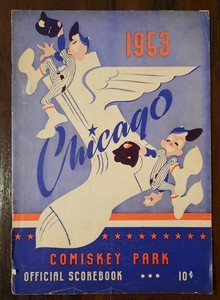 1953
Chicago
COMISKEY PARK
OFFICIAL SCOREBOOK ••• 10¢